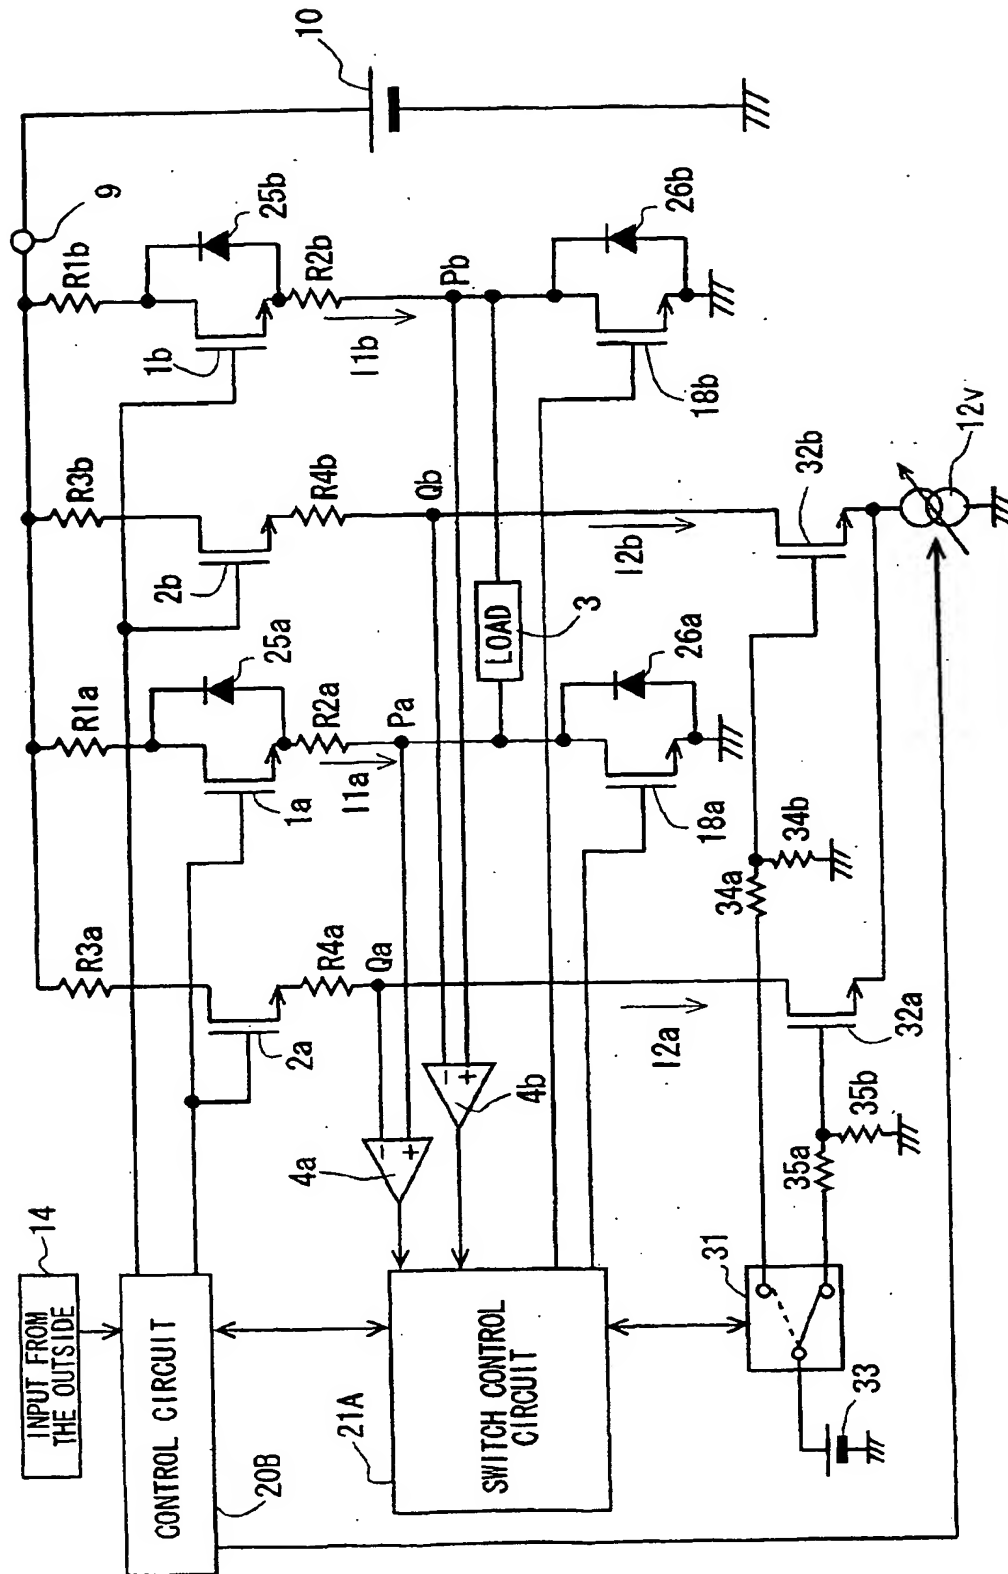 10
9
R1b
25b
1b
R2b
I1b
Pb
26b
18b
R3b
R4b
2b
Qb
I2b
32b
12v
R1a
25a
1a
R2a
I1a
Pa
LOAD
3
26a
18a
34a
34b
R3a
R4a
2a
Qa
I2a
32a
4a
-
+
4b
-
+
35a
35b
14
INPUT FROM
THE OUTSIDE
CONTROL CIRCUIT
20B
21A
SWITCH CONTROL
CIRCUIT
31
33